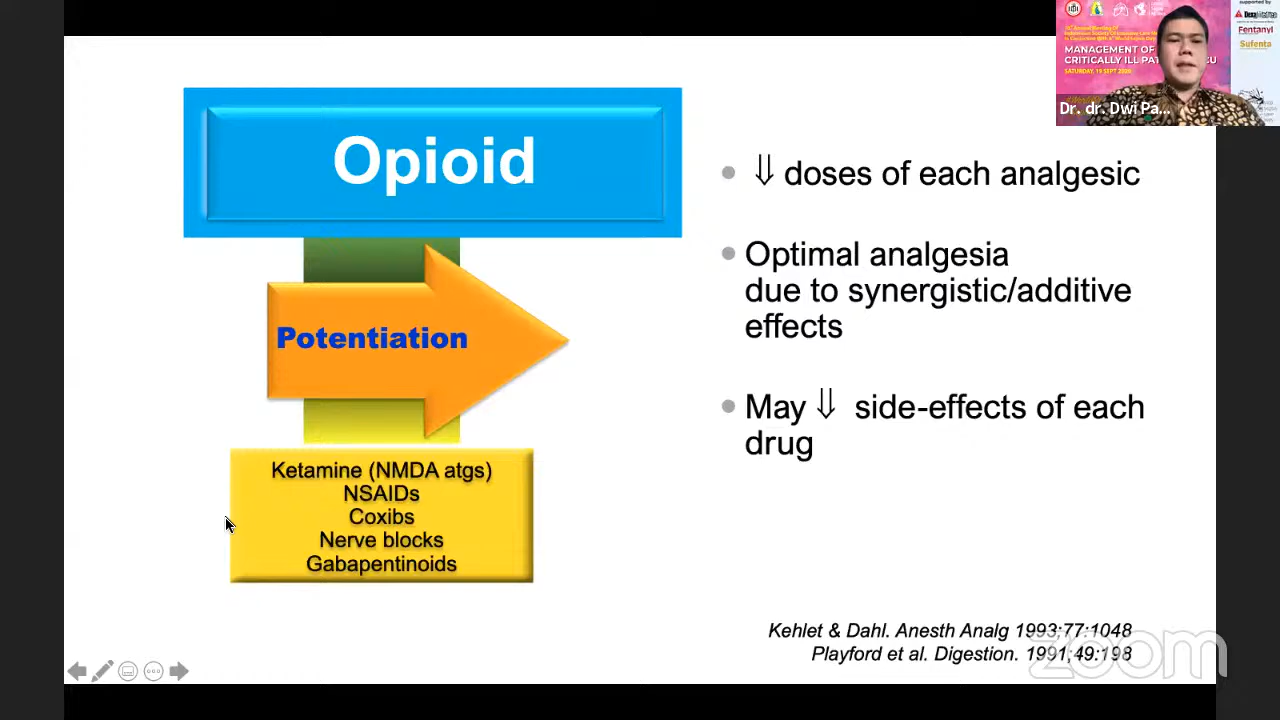 Opioid
Potentiation
Ketamine (NMDA atgs)
NSAIDs
Coxibs
Nerve blocks
Gabapentinoids
⇓ doses of each analgesic
Optimal analgesia
due to synergistic/additive
effects
May ⇓ side-effects of each
drug
Kehlet & Dahl. Anesth Analg 1993;77:1048
Playford et al. Digestion. 1991;49:198
zoom
MANAGEMENT OF
CRITICALLY ILL
SATURDAY, 19 SEPT
Dr. dr. Dwi Pa...
supported by
Fentanyl
Sufenta